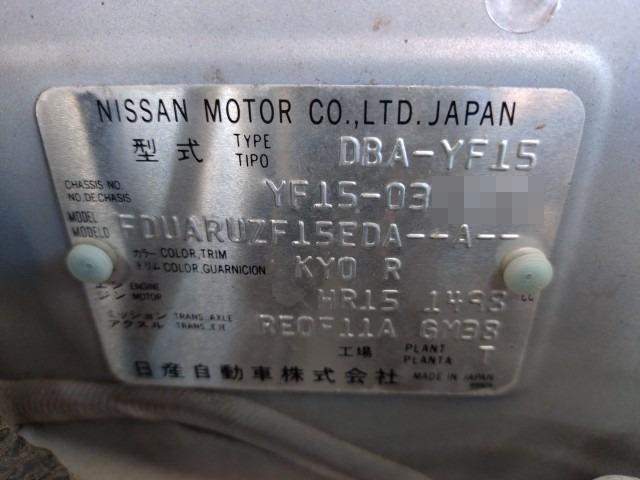 NISSAN MOTOR CO.,LTD. JAPAN
型式 TYPE TIPO DBA-YF15
CHASSIS NO. NO.DE CHASIS YF15-03
MODEL MODELO FDUARUZF15EDA--A--
カラー COLOR,TRIM
トリム COLOR,GUARNICION KY0 R
エンジン ENGINE MOTOR HR15 1498 cc
ミッション TRANS. AXLE
アクスル TRANS. EJE RE0F11A GM38
工場 PLANT PLANTA T
日産自動車株式会社 MADE IN JAPAN